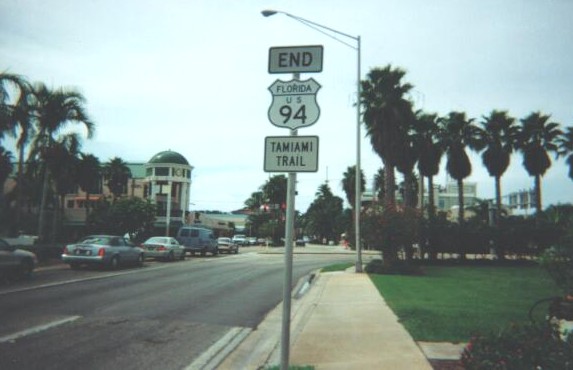 END
FLORIDA
US
94
TAMIAMI
TRAIL